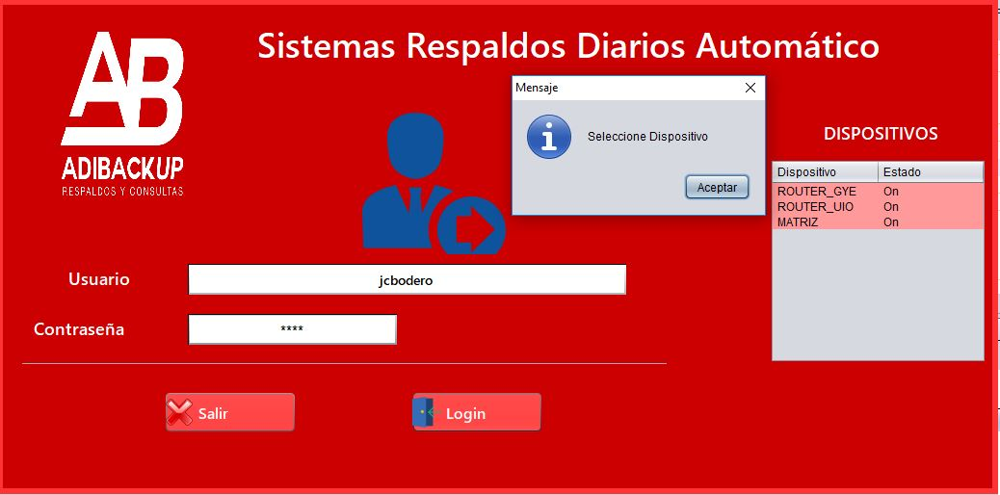 Sistemas Respaldos Diarios Automático
AB
ADIBACKUP
RESPALDOS Y CONSULTAS
Mensaje
Seleccione Dispositivo
Aceptar
DISPOSITIVOS
Dispositivo Estado
ROUTER_GYE On
ROUTER_UIO On
MATRIZ On
Usuario jcbodero
Contraseña ****
Salir Login